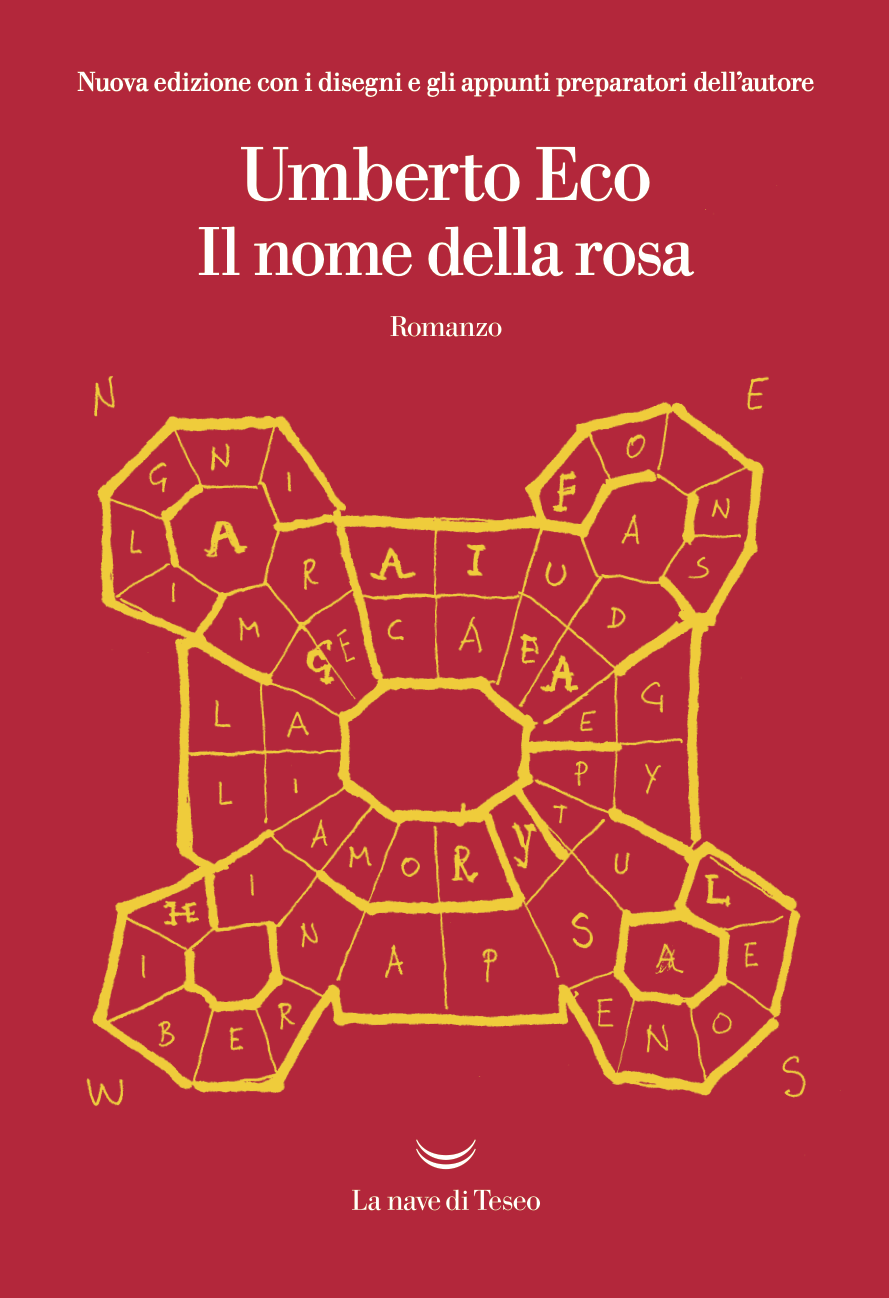 Nuova edizione con i disegni e gli appunti preparatori dell'autore
Umberto Eco
Il nome della rosa
Romanzo
N E
G N I O
F N
L A A
R A I U S
I
M C A D
G E E A
L A E G
L I P Y
A T
M O R Y U
I L
H N S
I A P A E
B E R E N O
W S
La nave di Teseo